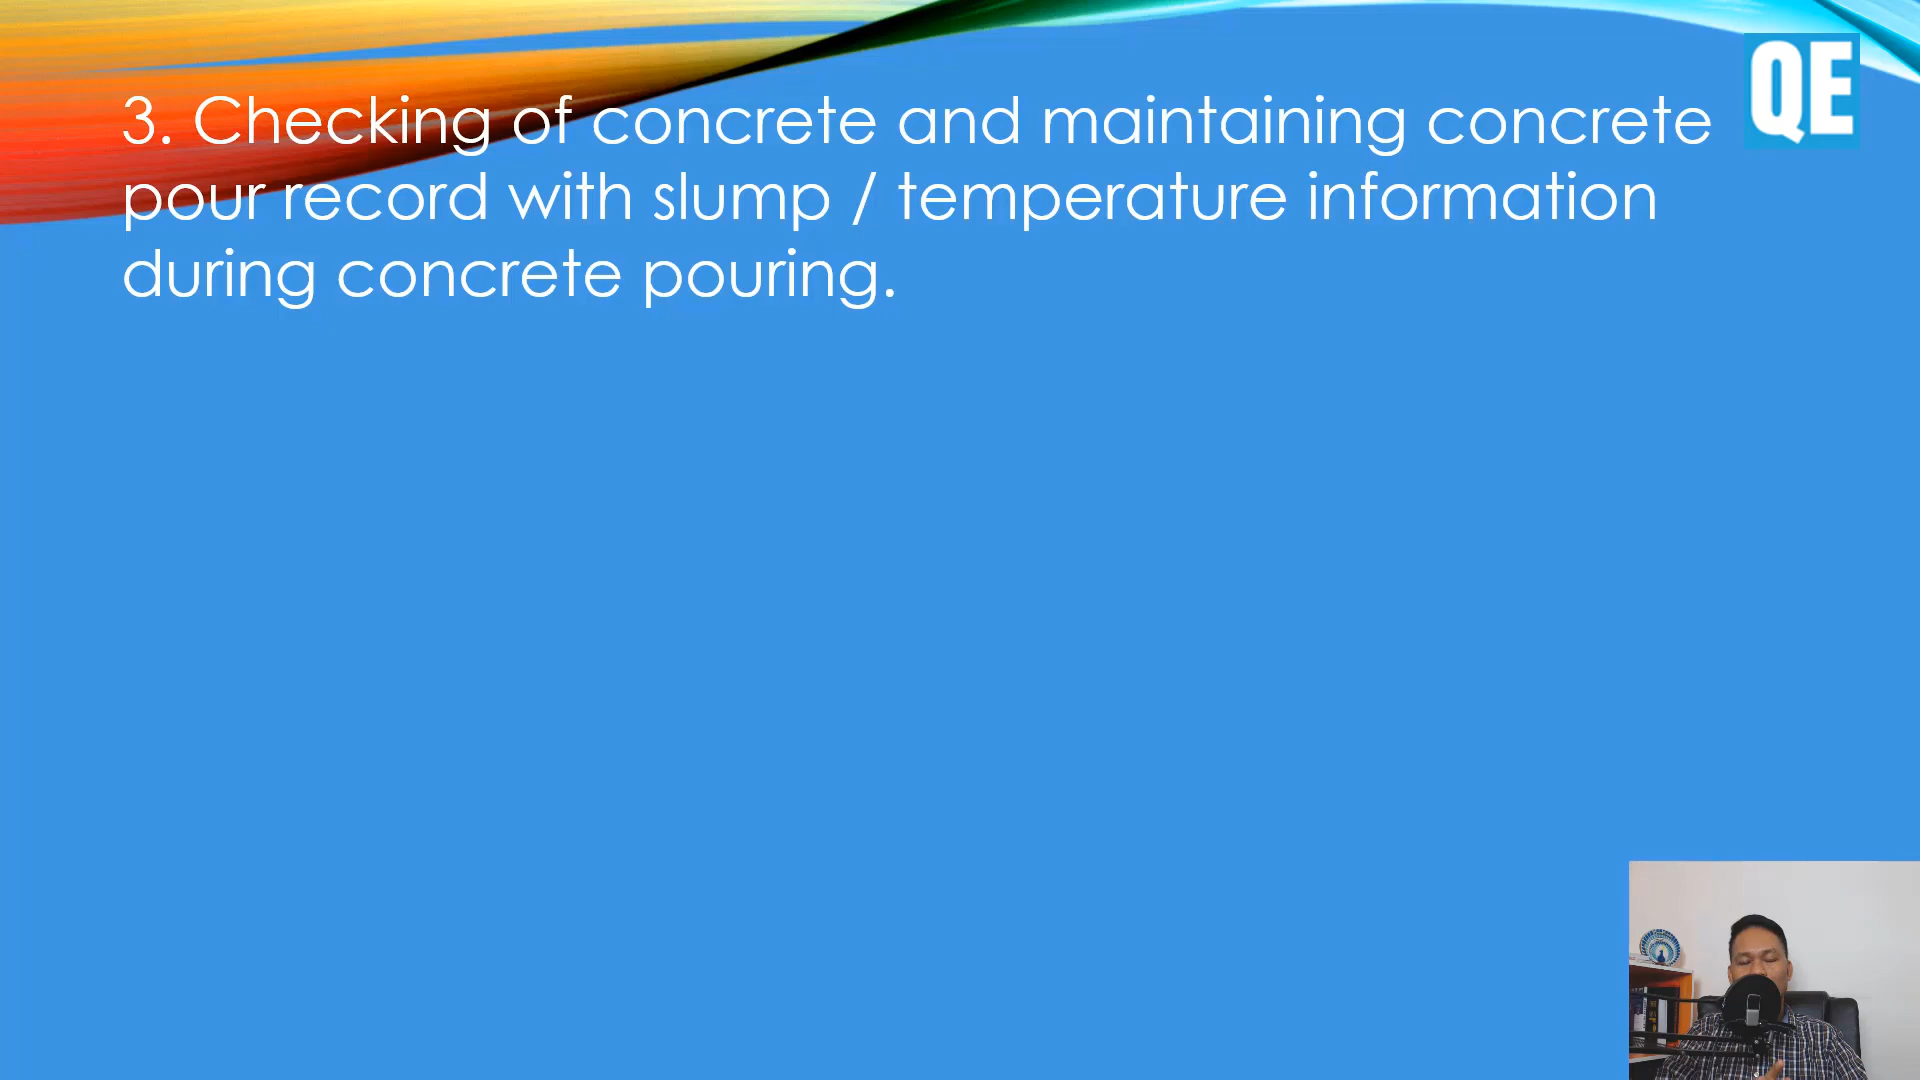 3. Checking of concrete and maintaining concrete
pour record with slump / temperature information
during concrete pouring.
QE